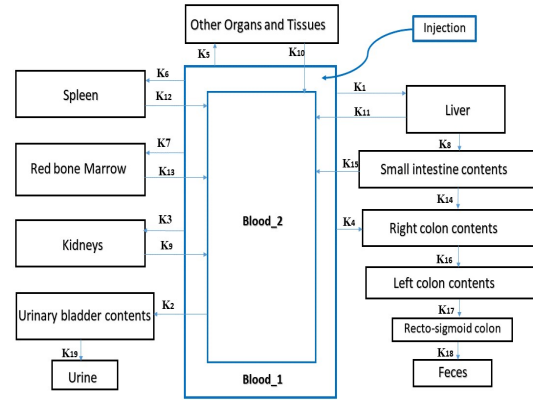 Other Organs and Tissues
Injection
K5
K10
K6
Spleen
K12
K1
K11
Liver
K8
K7
Red bone Marrow
K13
K15
Small intestine contents
K14
K3
Kidneys
K9
Blood_2
K4
Right colon contents
K16
Left colon contents
K2
Urinary bladder contents
K17
Recto-sigmoid colon
K19
K18
Urine
Blood_1
Feces